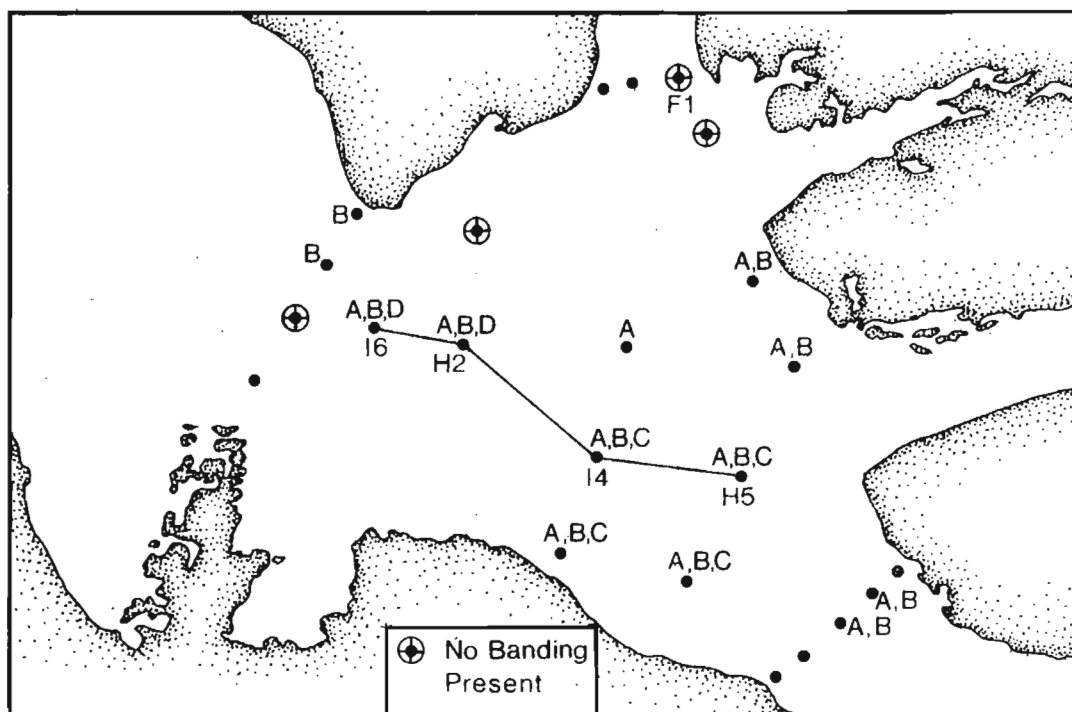 F1
B
B
A,B
A,B,D
I6
A,B,D
H2
A
A,B
A,B,C
I4
A,B,C
H5
A,B,C
A,B,C
A,B
A,B
No Banding
Present